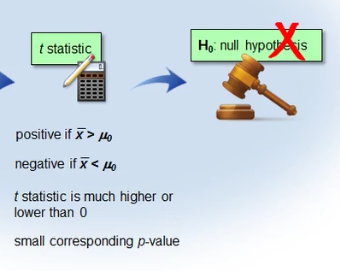 t statistic
H₀: null hypothesis
positive if x̄ > μ₀
negative if x̄ < μ₀
t statistic is much higher or
lower than 0
small corresponding p-value